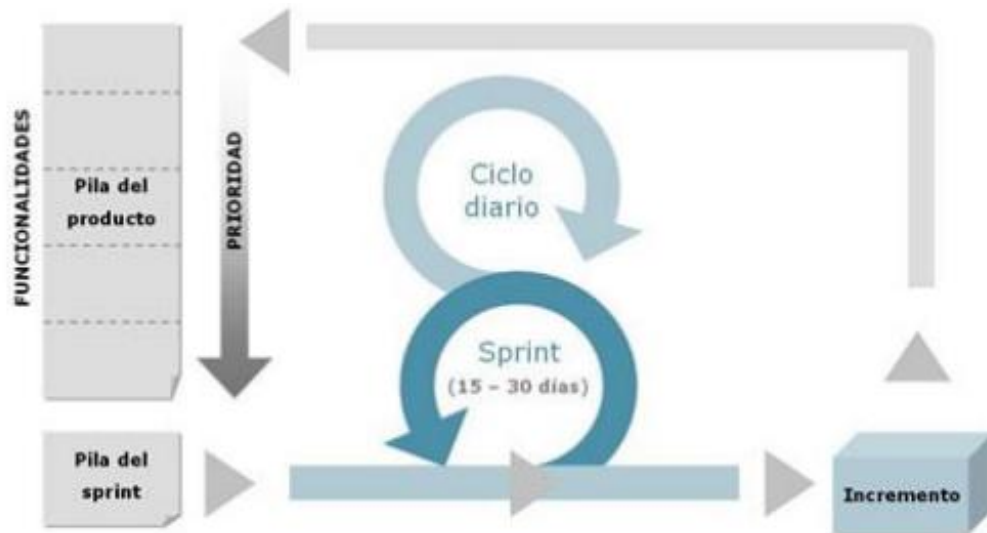 FUNCIONALIDADES
Pila del
producto
PRIORIDAD
Ciclo
diario
Sprint
(15 – 30 días)
Pila del
sprint
Incremento